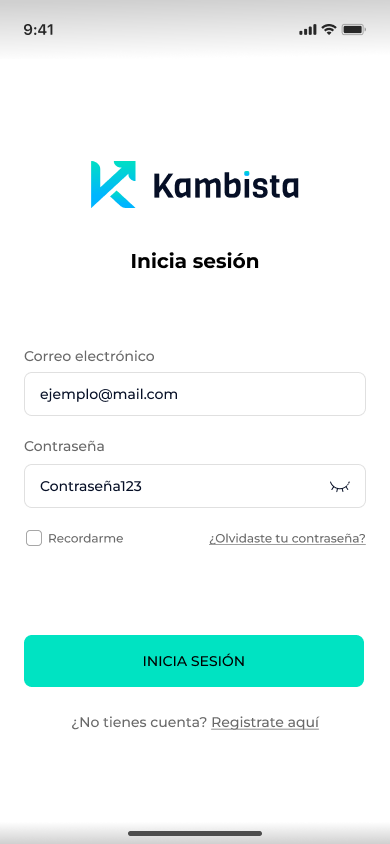 9:41
Kambista
Inicia sesión
Correo electrónico
ejemplo@mail.com
Contraseña
Contraseña123
Recordarme ¿Olvidaste tu contraseña?
INICIA SESIÓN
¿No tienes cuenta? Registrate aquí